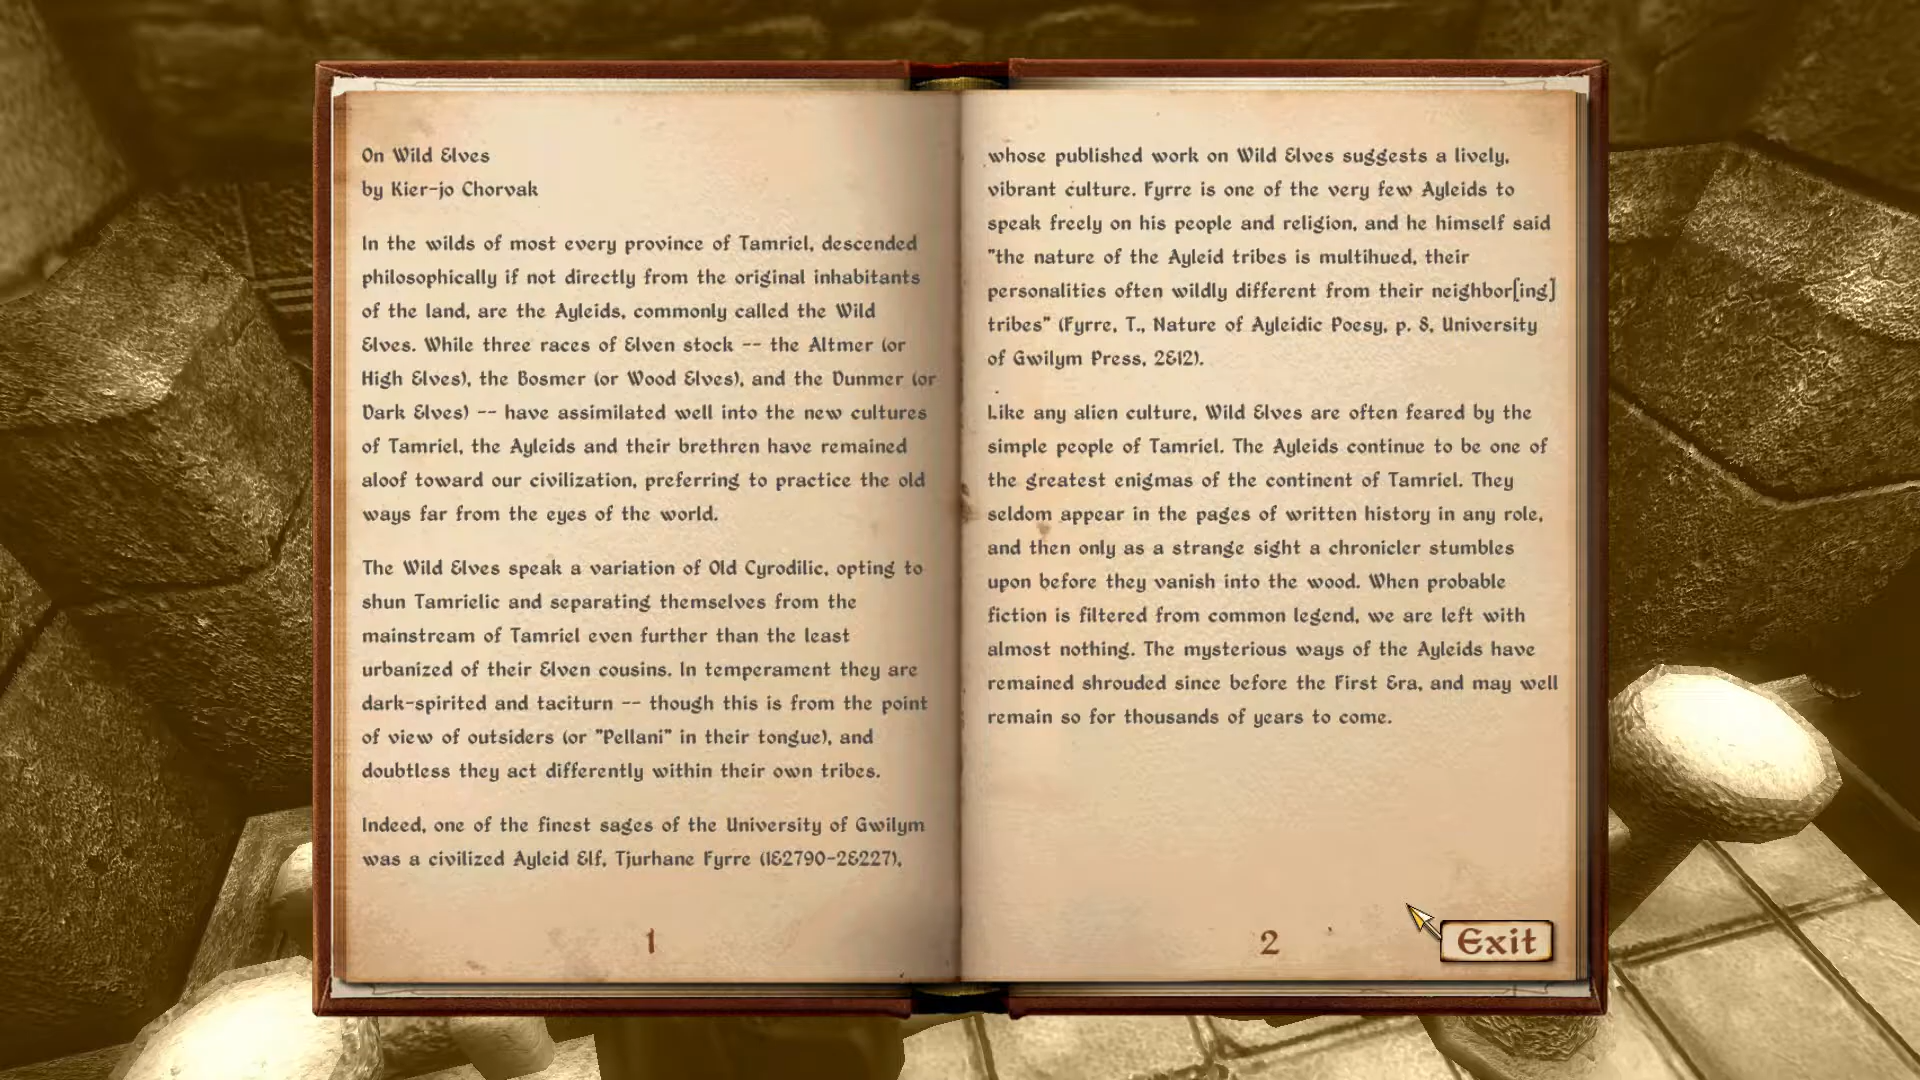 On Wild Elves
by Kier-jo Chorvak
In the wilds of most every province of Tamriel, descended
philosophically if not directly from the original inhabitants
of the land, are the Ayleids, commonly called the Wild
Elves. While three races of Elven stock -- the Altmer (or
High Elves), the Bosmer (or Wood Elves), and the Dunmer (or
Dark Elves) -- have assimilated well into the new cultures
of Tamriel, the Ayleids and their brethren have remained
aloof toward our civilization, preferring to practice the old
ways far from the eyes of the world.
The Wild Elves speak a variation of Old Cyrodilic, opting to
shun Tamrielic and separating themselves from the
mainstream of Tamriel even further than the least
urbanized of their Elven cousins. In temperament they are
dark-spirited and taciturn -- though this is from the point
of view of outsiders (or "Pellani" in their tongue), and
doubtless they act differently within their own tribes.
Indeed, one of the finest sages of the University of Gwilym
was a civilized Ayleid Elf, Tjurhane Fyrre (1E2790-2E227),
1
whose published work on Wild Elves suggests a lively,
vibrant culture. Fyrre is one of the very few Ayleids to
speak freely on his people and religion, and he himself said
"the nature of the Ayleid tribes is multihued, their
personalities often wildly different from their neighbor[ing]
tribes" (Fyrre, T., Nature of Ayleidic Poesy, p. 8, University
of Gwilym Press, 2E12).
Like any alien culture, Wild Elves are often feared by the
simple people of Tamriel. The Ayleids continue to be one of
the greatest enigmas of the continent of Tamriel. They
seldom appear in the pages of written history in any role,
and then only as a strange sight a chronicler stumbles
upon before they vanish into the wood. When probable
fiction is filtered from common legend, we are left with
almost nothing. The mysterious ways of the Ayleids have
remained shrouded since before the First Era, and may well
remain so for thousands of years to come.
2
Exit